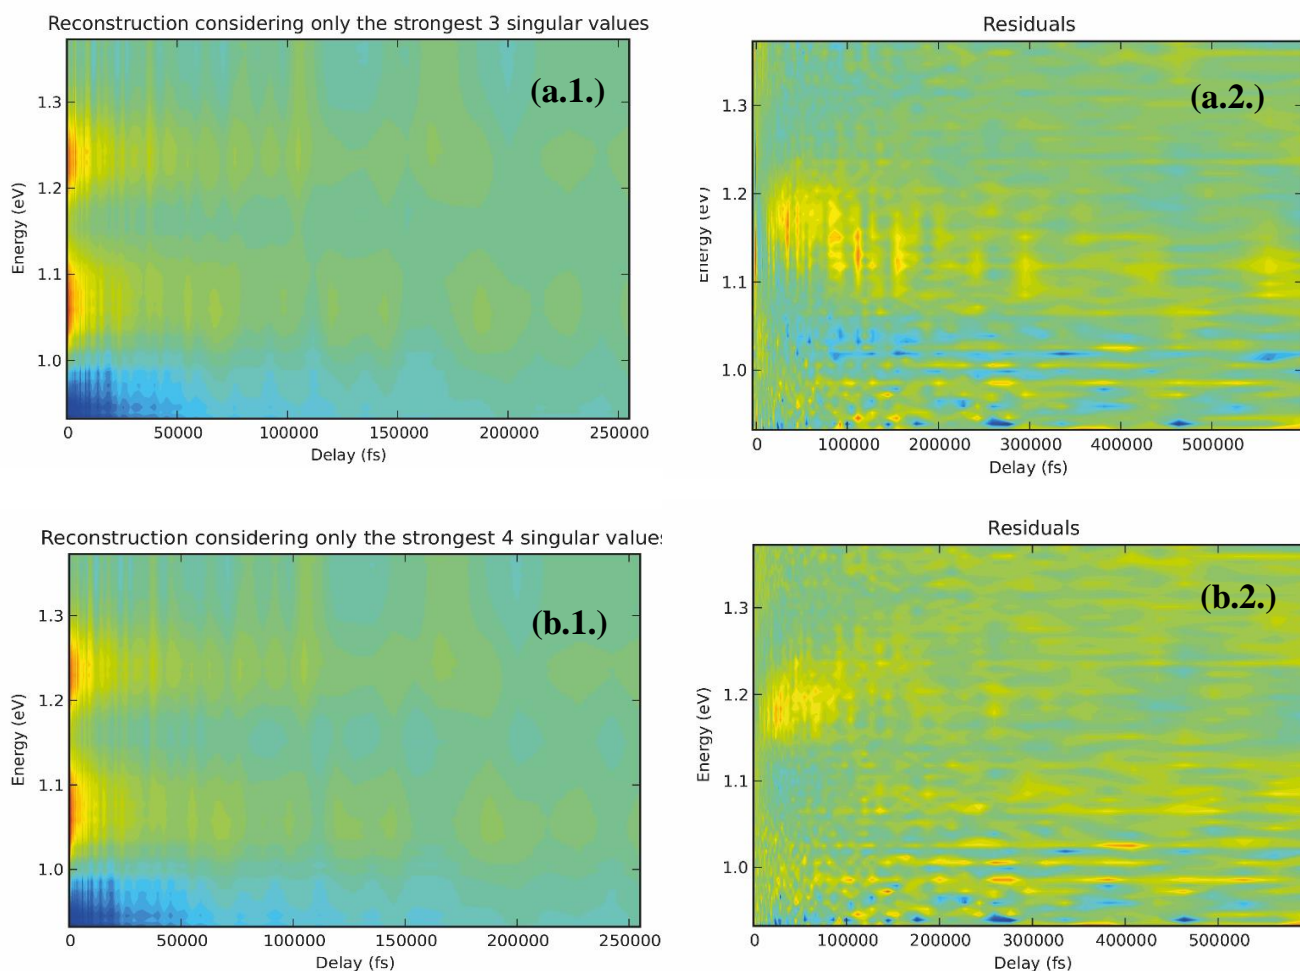 Reconstruction considering only the strongest 3 singular values
(a.1.)
1.3
1.2
1.1
1.0
Energy (eV)
0 50000 100000 150000 200000 250000
Delay (fs)
Residuals
(a.2.)
1.3
1.2
1.1
1.0
Energy (eV)
0 100000 200000 300000 400000 500000
Delay (fs)
Reconstruction considering only the strongest 4 singular values
(b.1.)
1.3
1.2
1.1
1.0
Energy (eV)
0 50000 100000 150000 200000 250000
Delay (fs)
Residuals
(b.2.)
1.3
1.2
1.1
1.0
Energy (eV)
0 100000 200000 300000 400000 500000
Delay (fs)